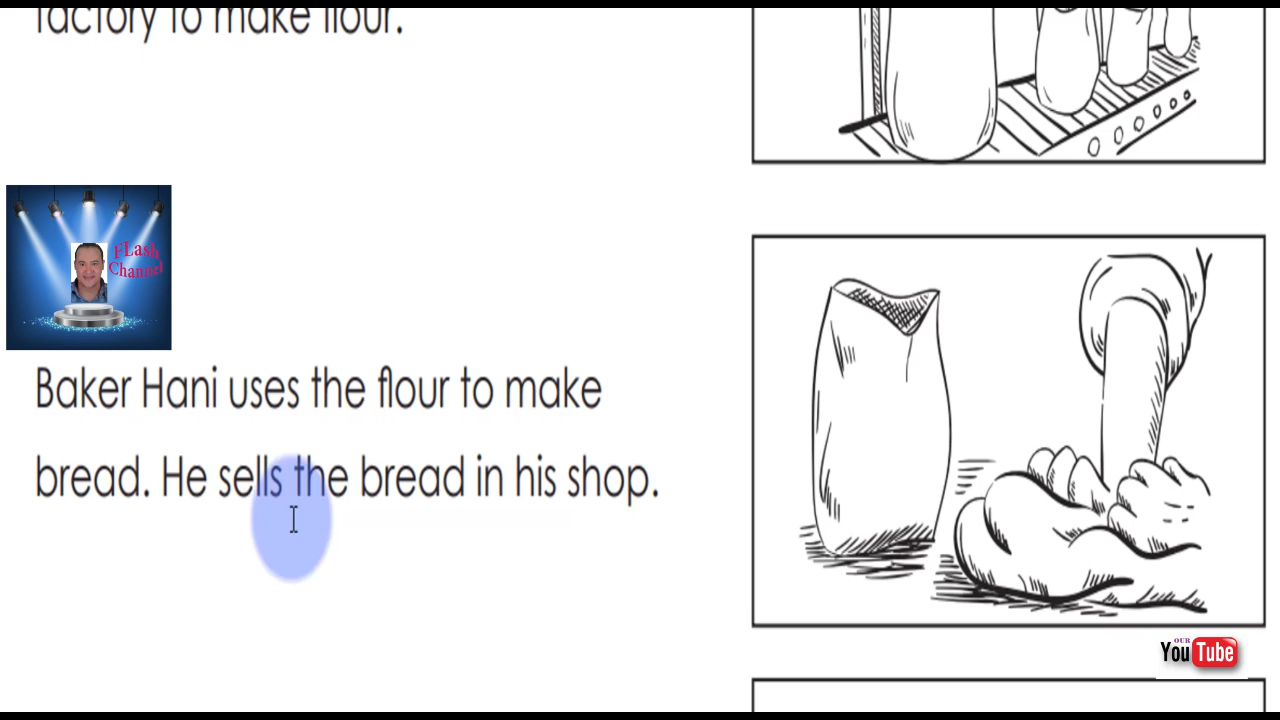 factory to make flour.
FLash
Channel
Baker Hani uses the flour to make
bread. He sells the bread in his shop.
OUR
YouTube